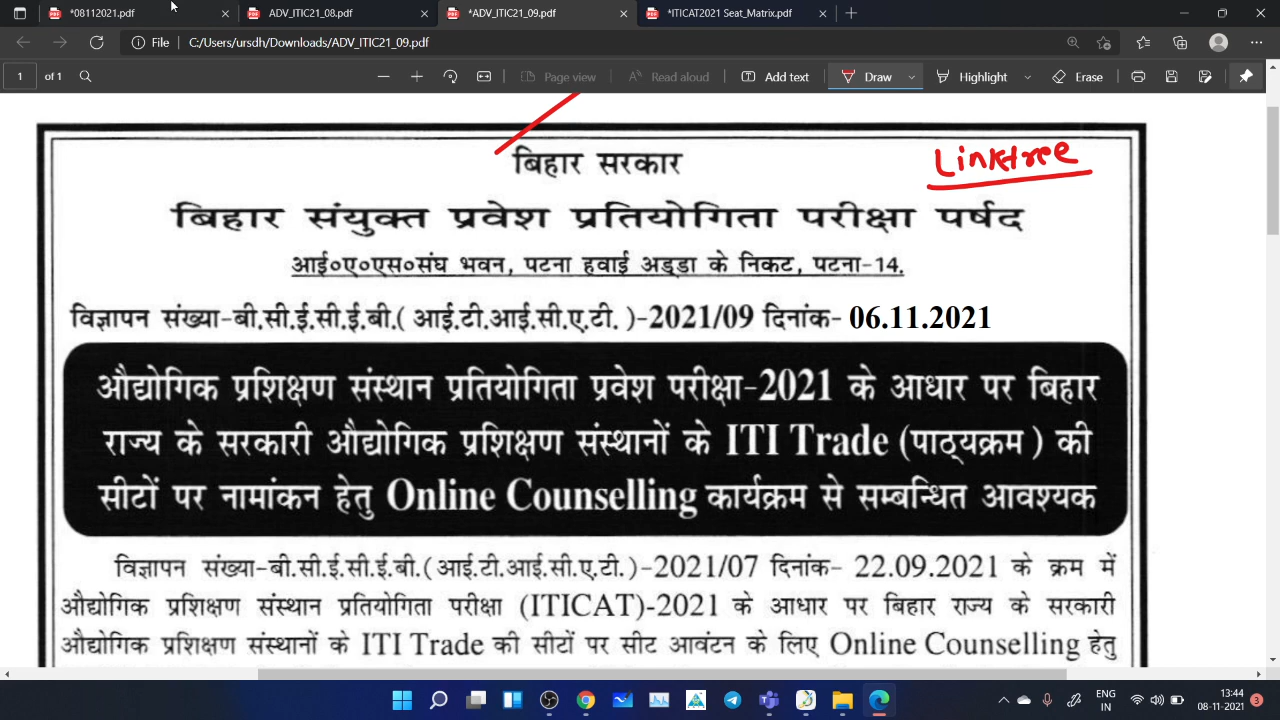 *08112021.pdf
ADV_ITIC21_08.pdf
*ADV_ITIC21_09.pdf
*ITICAT2021 Seat_Matrix.pdf
File C:/Users/ursdh/Downloads/ADV_ITIC21_09.pdf
1 of 1 Page view Read aloud Add text Draw Highlight Erase
Linktree
बिहार सरकार
बिहार संयुक्त प्रवेश प्रतियोगिता परीक्षा पर्षद
आई०ए०एस०संघ भवन, पटना हवाई अड्डा के निकट, पटना-14.
विज्ञापन संख्या-बी.सी.ई.सी.ई.बी.( आई.टी.आई.सी.ए.टी. )-2021/09 दिनांक- 06.11.2021
औद्योगिक प्रशिक्षण संस्थान प्रतियोगिता प्रवेश परीक्षा-2021 के आधार पर बिहार
राज्य के सरकारी औद्योगिक प्रशिक्षण संस्थानों के ITI Trade (पाठ्यक्रम ) की
सीटों पर नामांकन हेतु Online Counselling कार्यक्रम से सम्बन्धित आवश्यक
विज्ञापन संख्या-बी.सी.ई.सी.ई.बी.(आई.टी.आई.सी.ए.टी.)-2021/07 दिनांक- 22.09.2021 के क्रम में
औद्योगिक प्रशिक्षण संस्थान प्रतियोगिता परीक्षा (ITICAT)-2021 के आधार पर बिहार राज्य के सरकारी
औद्योगिक प्रशिक्षण संस्थानों के ITI Trade की सीटों पर सीट आवंटन के लिए Online Counselling हेतु
ENG
IN
13:44
08-11-2021
3